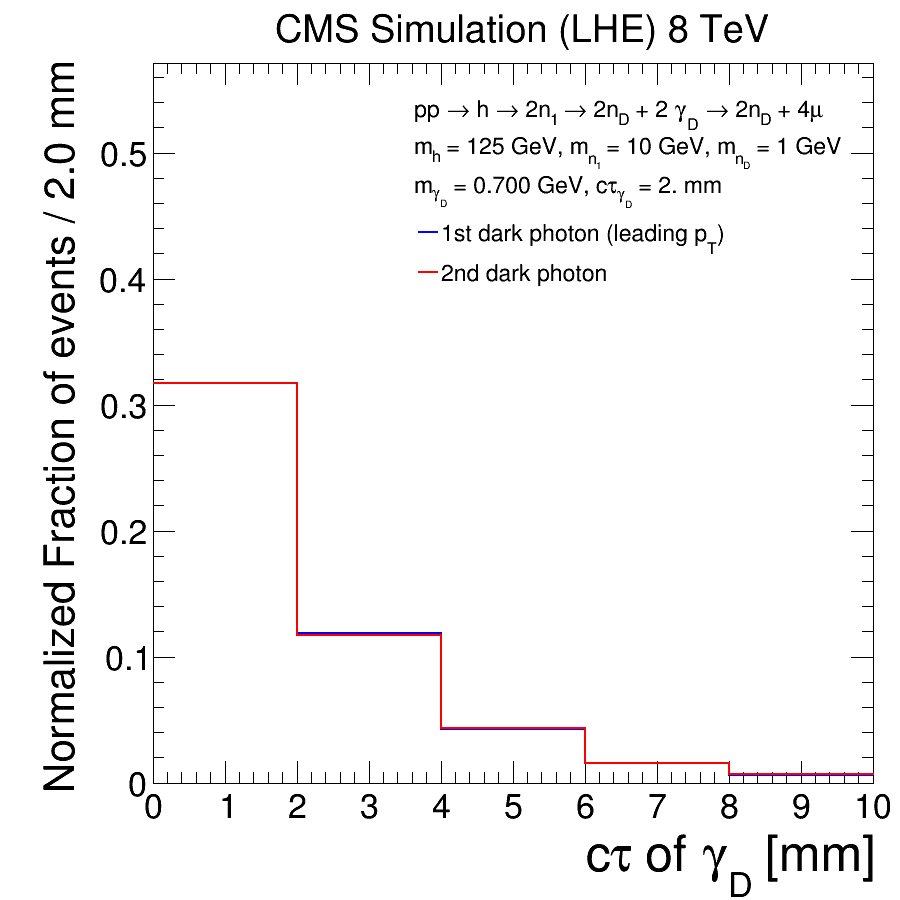 CMS Simulation (LHE) 8 TeV
Normalized Fraction of events / 2.0 mm
pp → h → 2n1 → 2nD + 2 γD → 2nD + 4μ
mh = 125 GeV, mn1 = 10 GeV, mnD = 1 GeV
mγD = 0.700 GeV, cτγD = 2. mm
1st dark photon (leading pT)
2nd dark photon
0.5
0.4
0.3
0.2
0.1
0
0 1 2 3 4 5 6 7 8 9 10
cτ of γD [mm]